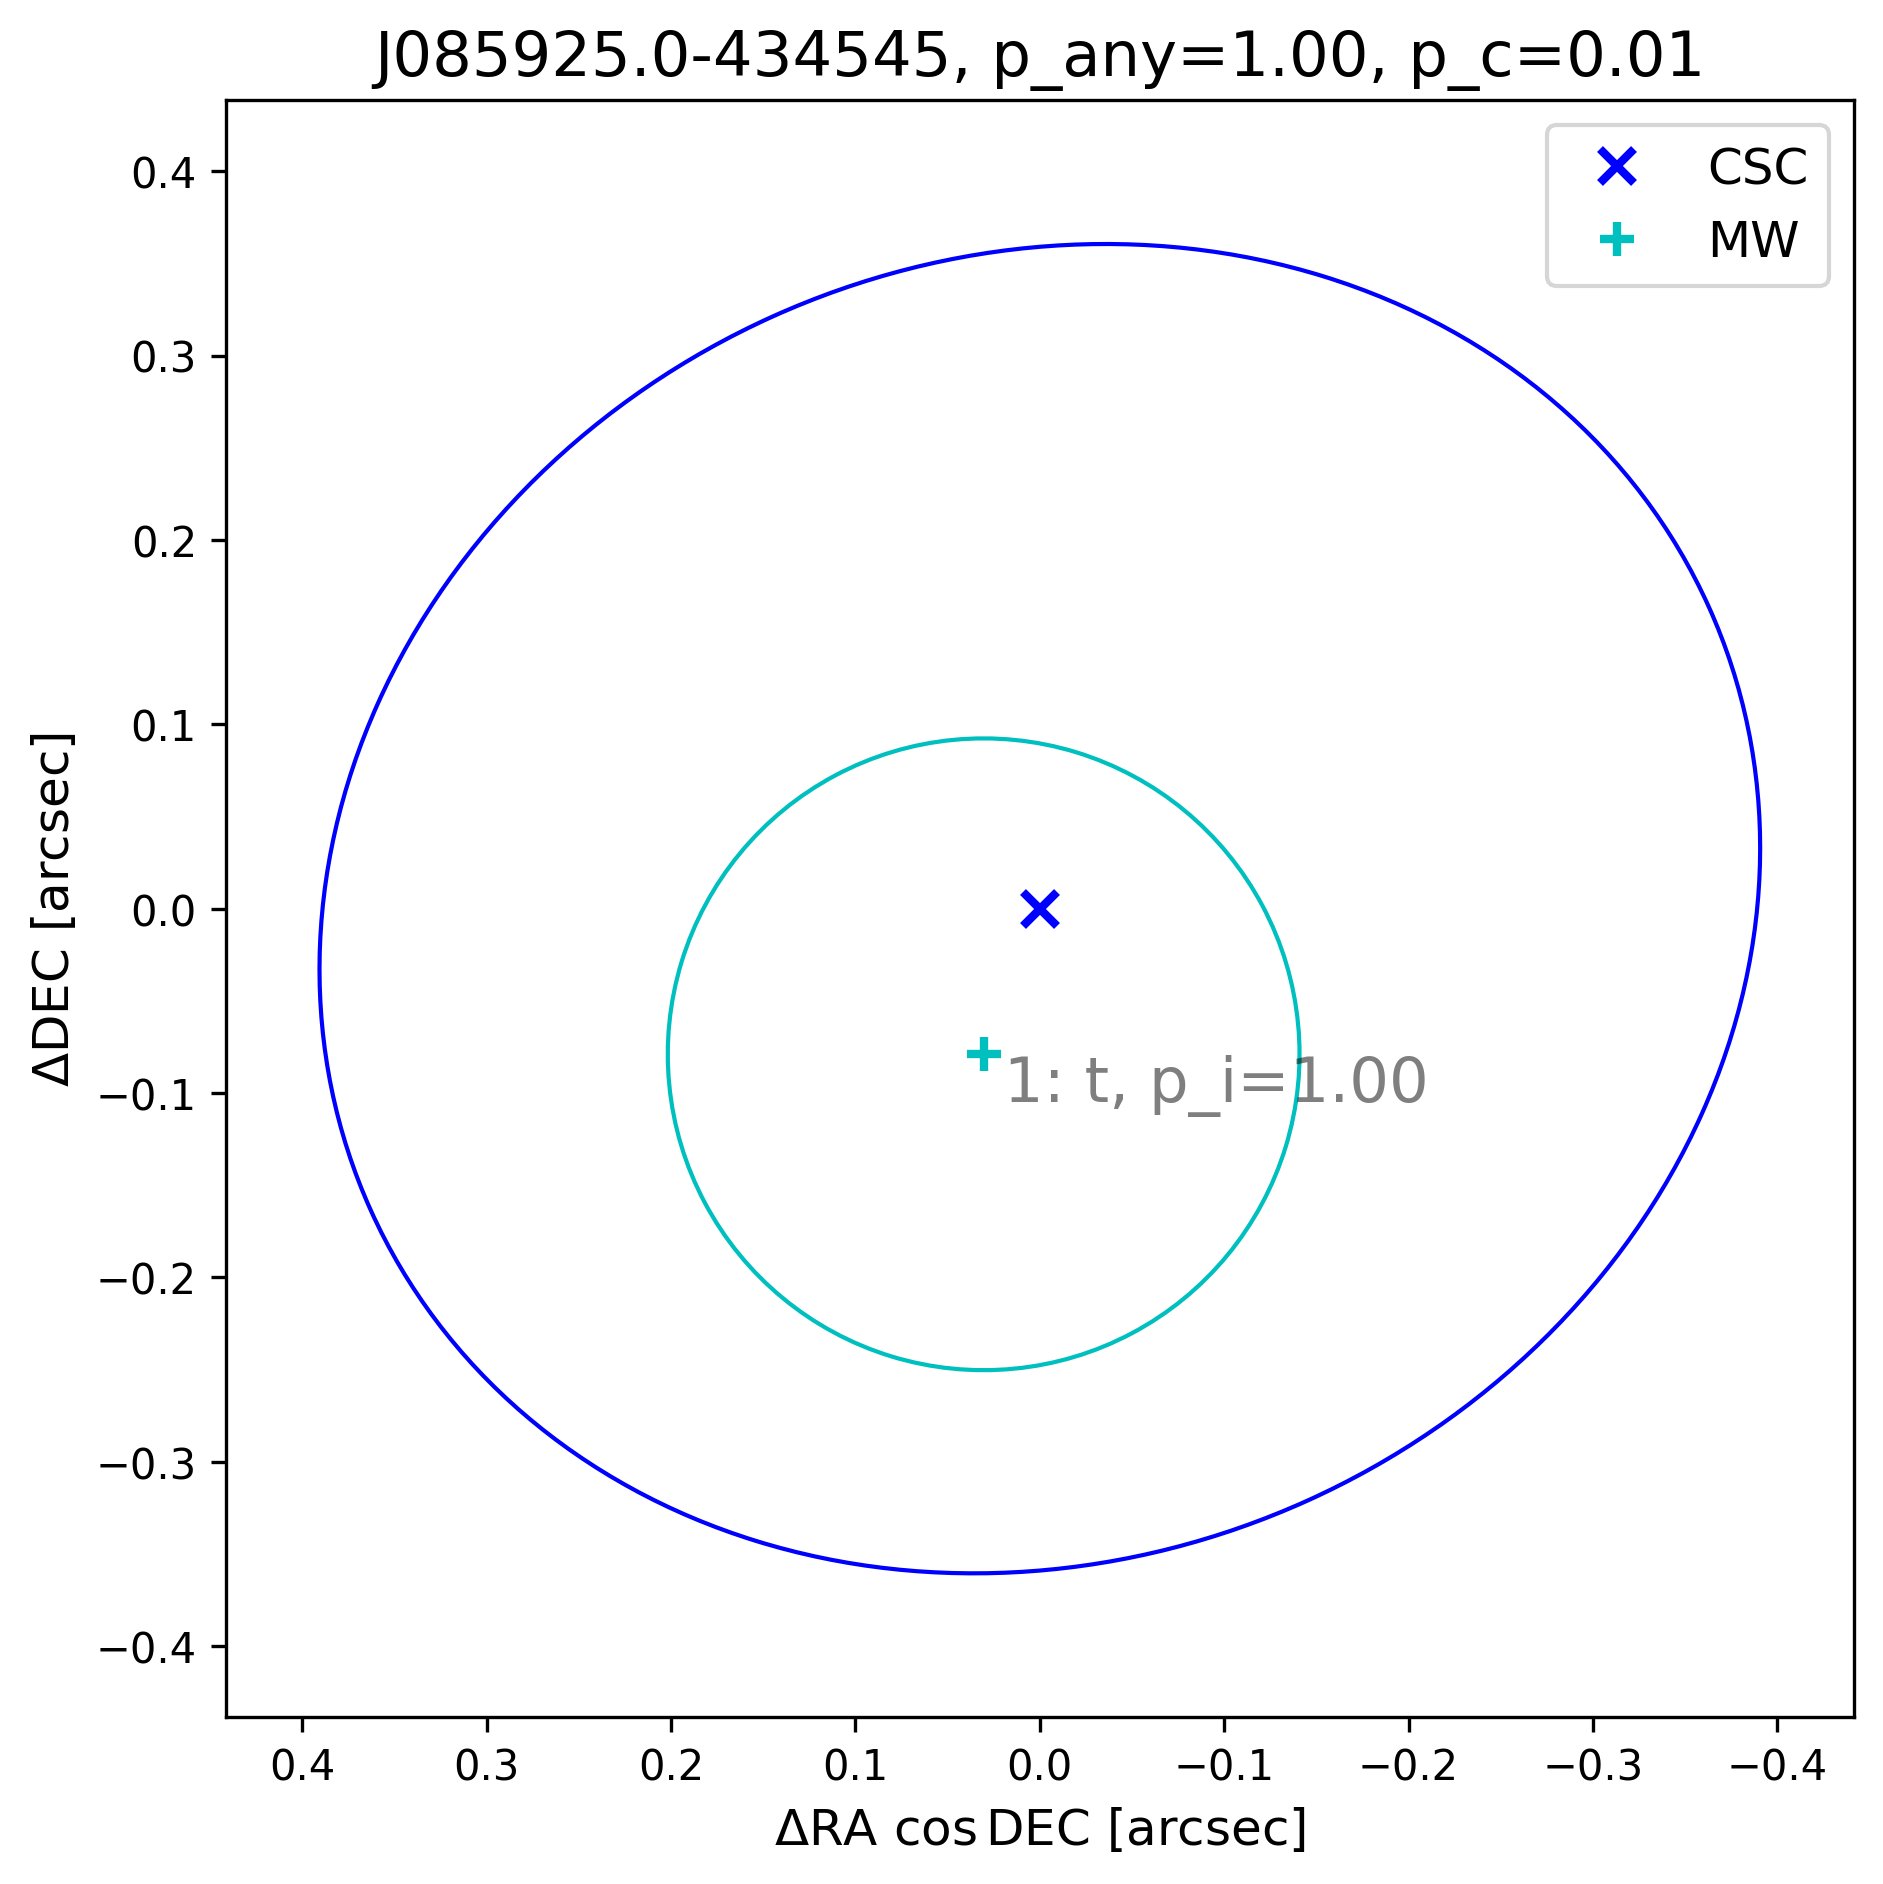 J085925.0-434545, p_any=1.00, p_c=0.01
CSC
MW
0.4
0.3
0.2
0.1
0.0
−0.1
−0.2
−0.3
−0.4
ΔDEC [arcsec]
1: t, p_i=1.00
0.4 0.3 0.2 0.1 0.0 −0.1 −0.2 −0.3 −0.4
ΔRA cos DEC [arcsec]